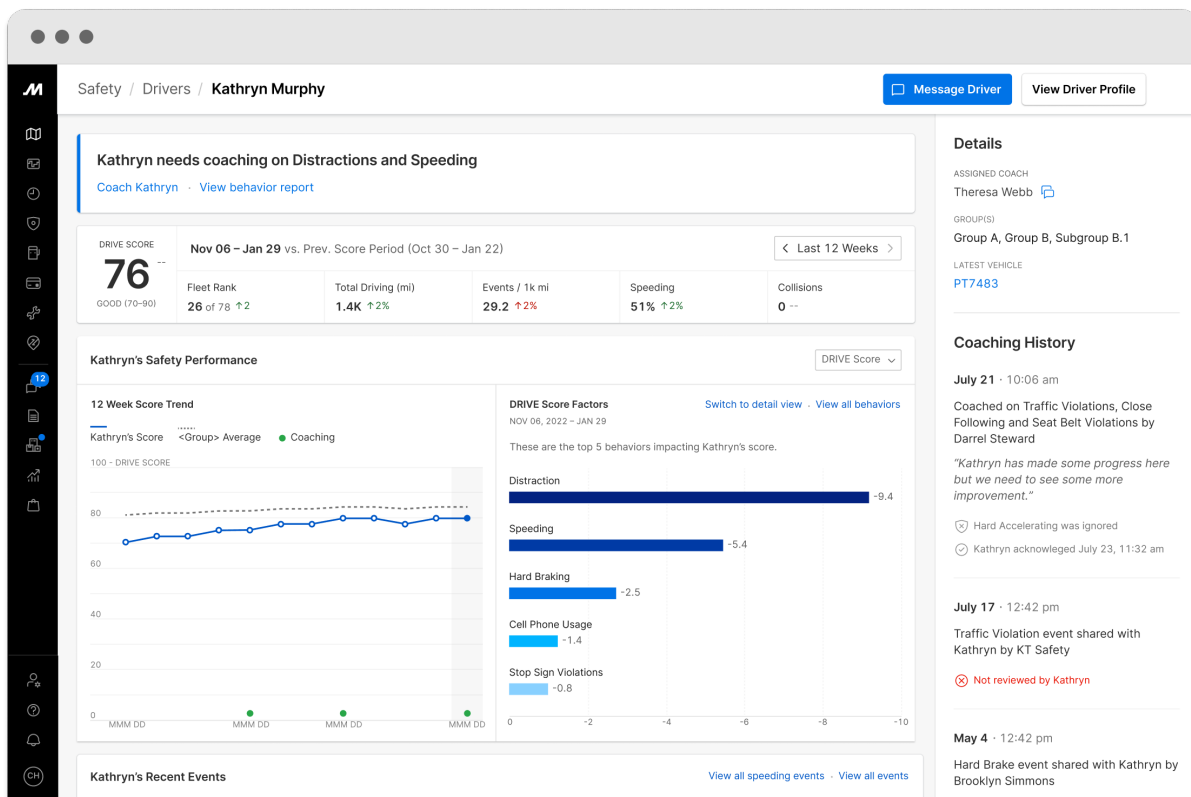 Safety / Drivers / Kathryn Murphy
Message Driver
View Driver Profile
12
CH
Kathryn needs coaching on Distractions and Speeding
Coach Kathryn · View behavior report
DRIVE SCORE
76 --
GOOD (70–90)
Nov 06 – Jan 29 vs. Prev. Score Period (Oct 30 – Jan 22)
Last 12 Weeks
Fleet Rank
26 of 78 ↑2
Total Driving (mi)
1.4K ↑2%
Events / 1k mi
29.2 ↑2%
Speeding
51% ↑2%
Collisions
0 --
Kathryn's Safety Performance
DRIVE Score
12 Week Score Trend
Kathryn's Score
<Group> Average
Coaching
100 - DRIVE SCORE
80
60
40
20
0
MMM DD
MMM DD
MMM DD
MMM DD
DRIVE Score Factors
Switch to detail view · View all behaviors
NOV 06, 2022 – JAN 29
These are the top 5 behaviors impacting Kathryn's score.
Distraction
-9.4
Speeding
-5.4
Hard Braking
-2.5
Cell Phone Usage
-1.4
Stop Sign Violations
-0.8
0 -2 -4 -6 -8 -10
Kathryn's Recent Events
View all speeding events · View all events
Details
ASSIGNED COACH
Theresa Webb
GROUP(S)
Group A, Group B, Subgroup B.1
LATEST VEHICLE
PT7483
Coaching History
July 21 · 10:06 am
Coached on Traffic Violations, Close
Following and Seat Belt Violations by
Darrel Steward
"Kathryn has made some progress here
but we need to see some more
improvement."
Hard Accelerating was ignored
Kathryn acknowleged July 23, 11:32 am
July 17 · 12:42 pm
Traffic Violation event shared with
Kathryn by KT Safety
Not reviewed by Kathryn
May 4 · 12:42 pm
Hard Brake event shared with Kathryn by
Brooklyn Simmons